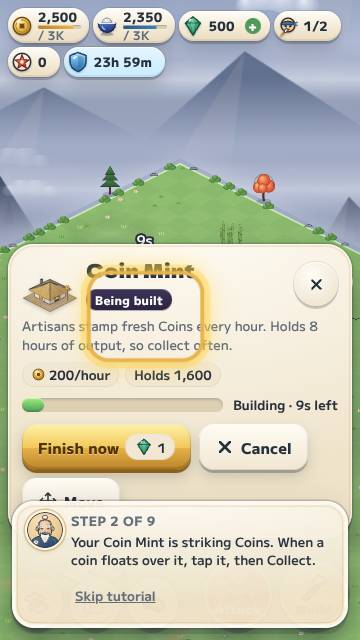 2,500
/ 3K
2,350
/ 3K
500
1/2
0
23h 59m
9s
Coin Mint
Being built
Artisans stamp fresh Coins every hour. Holds 8
hours of output, so collect often.
200/hour
Holds 1,600
Building · 9s left
Finish now
1
Cancel
Move
STEP 2 OF 9
Your Coin Mint is striking Coins. When a
coin floats over it, tap it, then Collect.
Skip tutorial